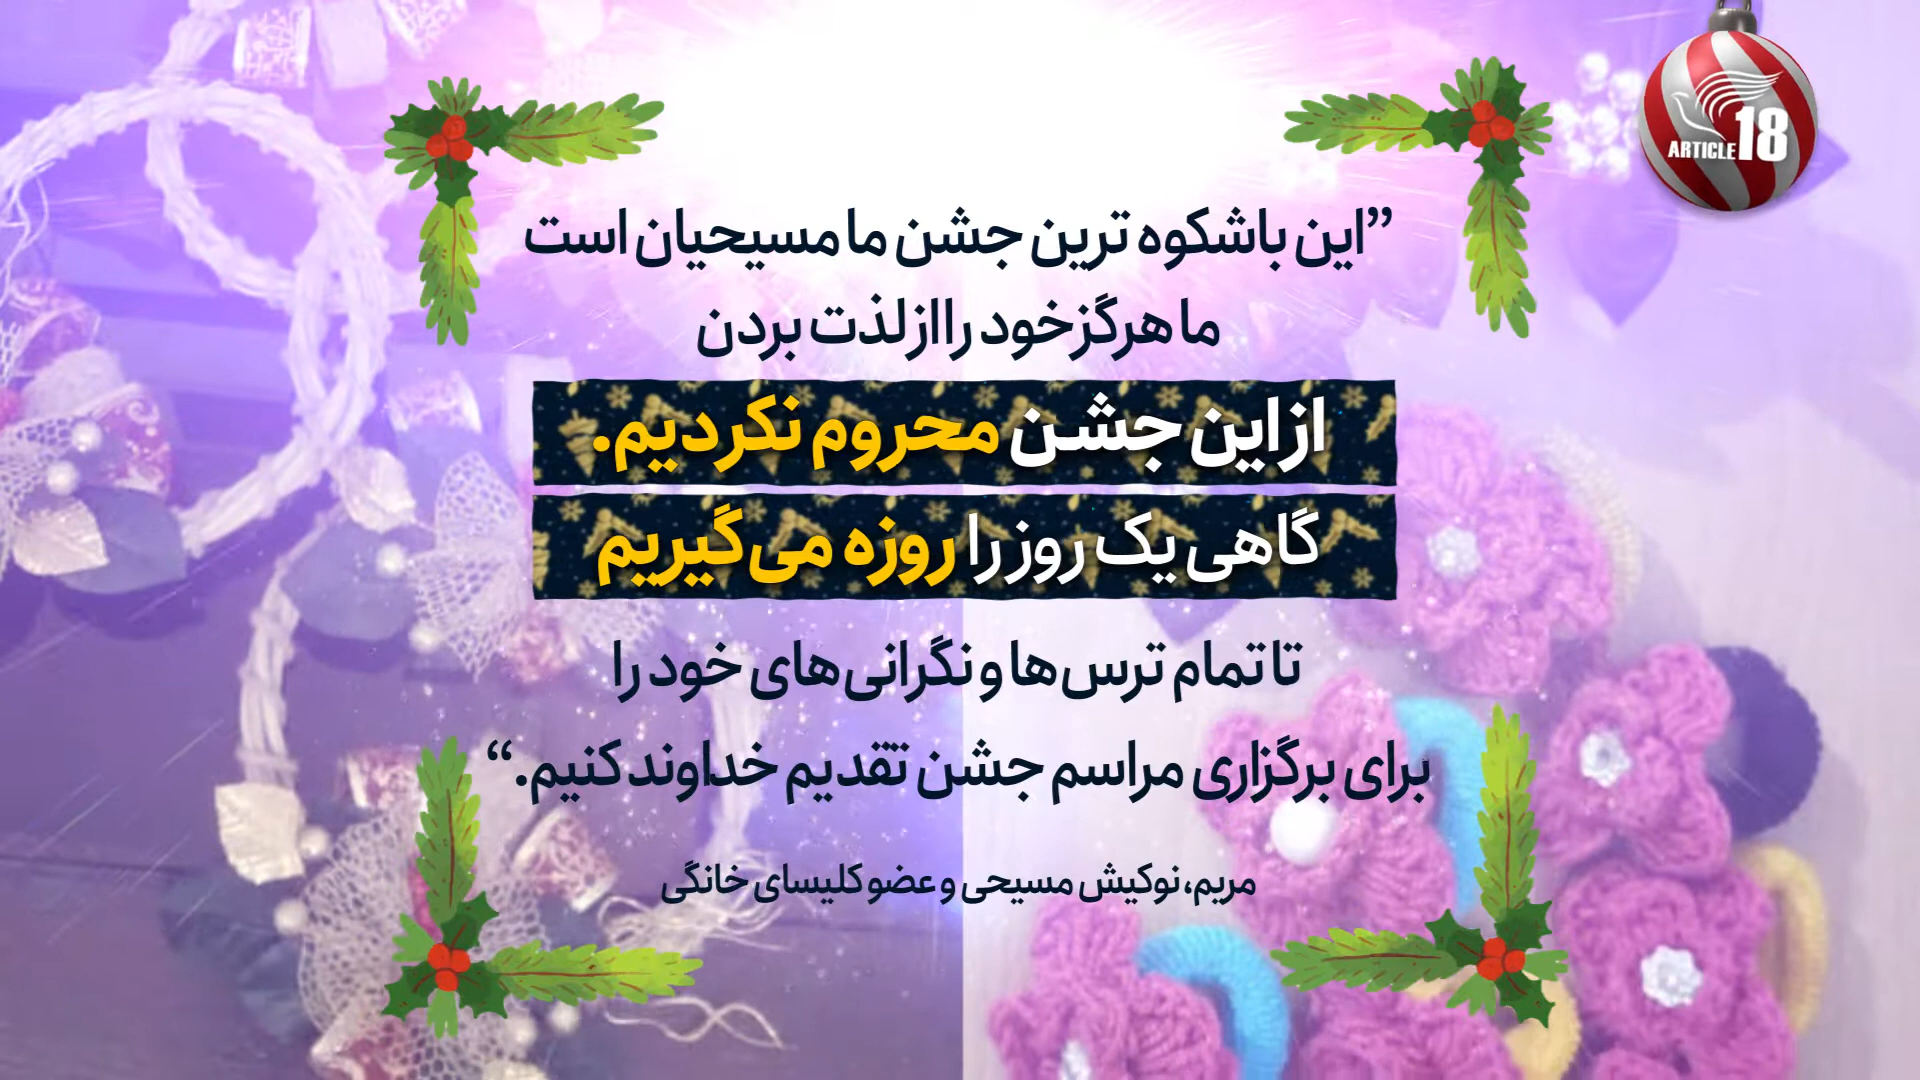 ARTICLE 18
”این باشکوه ترین جشن ما مسیحیان است
ما هرگز خود را از لذت بردن
از این جشن محروم نکردیم.
گاهی یک روز را روزه می‌گیریم
تا تمام ترس‌ها و نگرانی‌های خود را
برای برگزاری مراسم جشن تقدیم خداوند کنیم.“
مریم، نوکیش مسیحی و عضو کلیسای خانگی